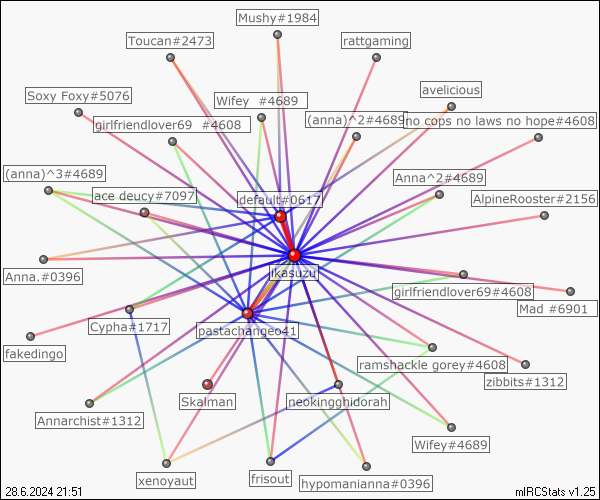 Mushy#1984
Toucan#2473
rattgaming
avelicious
Soxy Foxy#5076
Wifey  #4689
(anna)^2#4689
no cops no laws no hope#4608
girlfriendlover69  #4608
(anna)^3#4689
Anna^2#4689
ace deucy#7097
default#0617
AlpineRooster#2156
ikasuzu
Anna.#0396
girlfriendlover69#4608
Mad #6901
Cypha#1717
pastachangeo41
fakedingo
ramshackle gorey#4608
zibbits#1312
Skalman
neokingghidorah
Annarchist#1312
Wifey#4689
xenoyaut
frisout
hypomanianna#0396
28.6.2024 21:51
mIRCStats v1.25